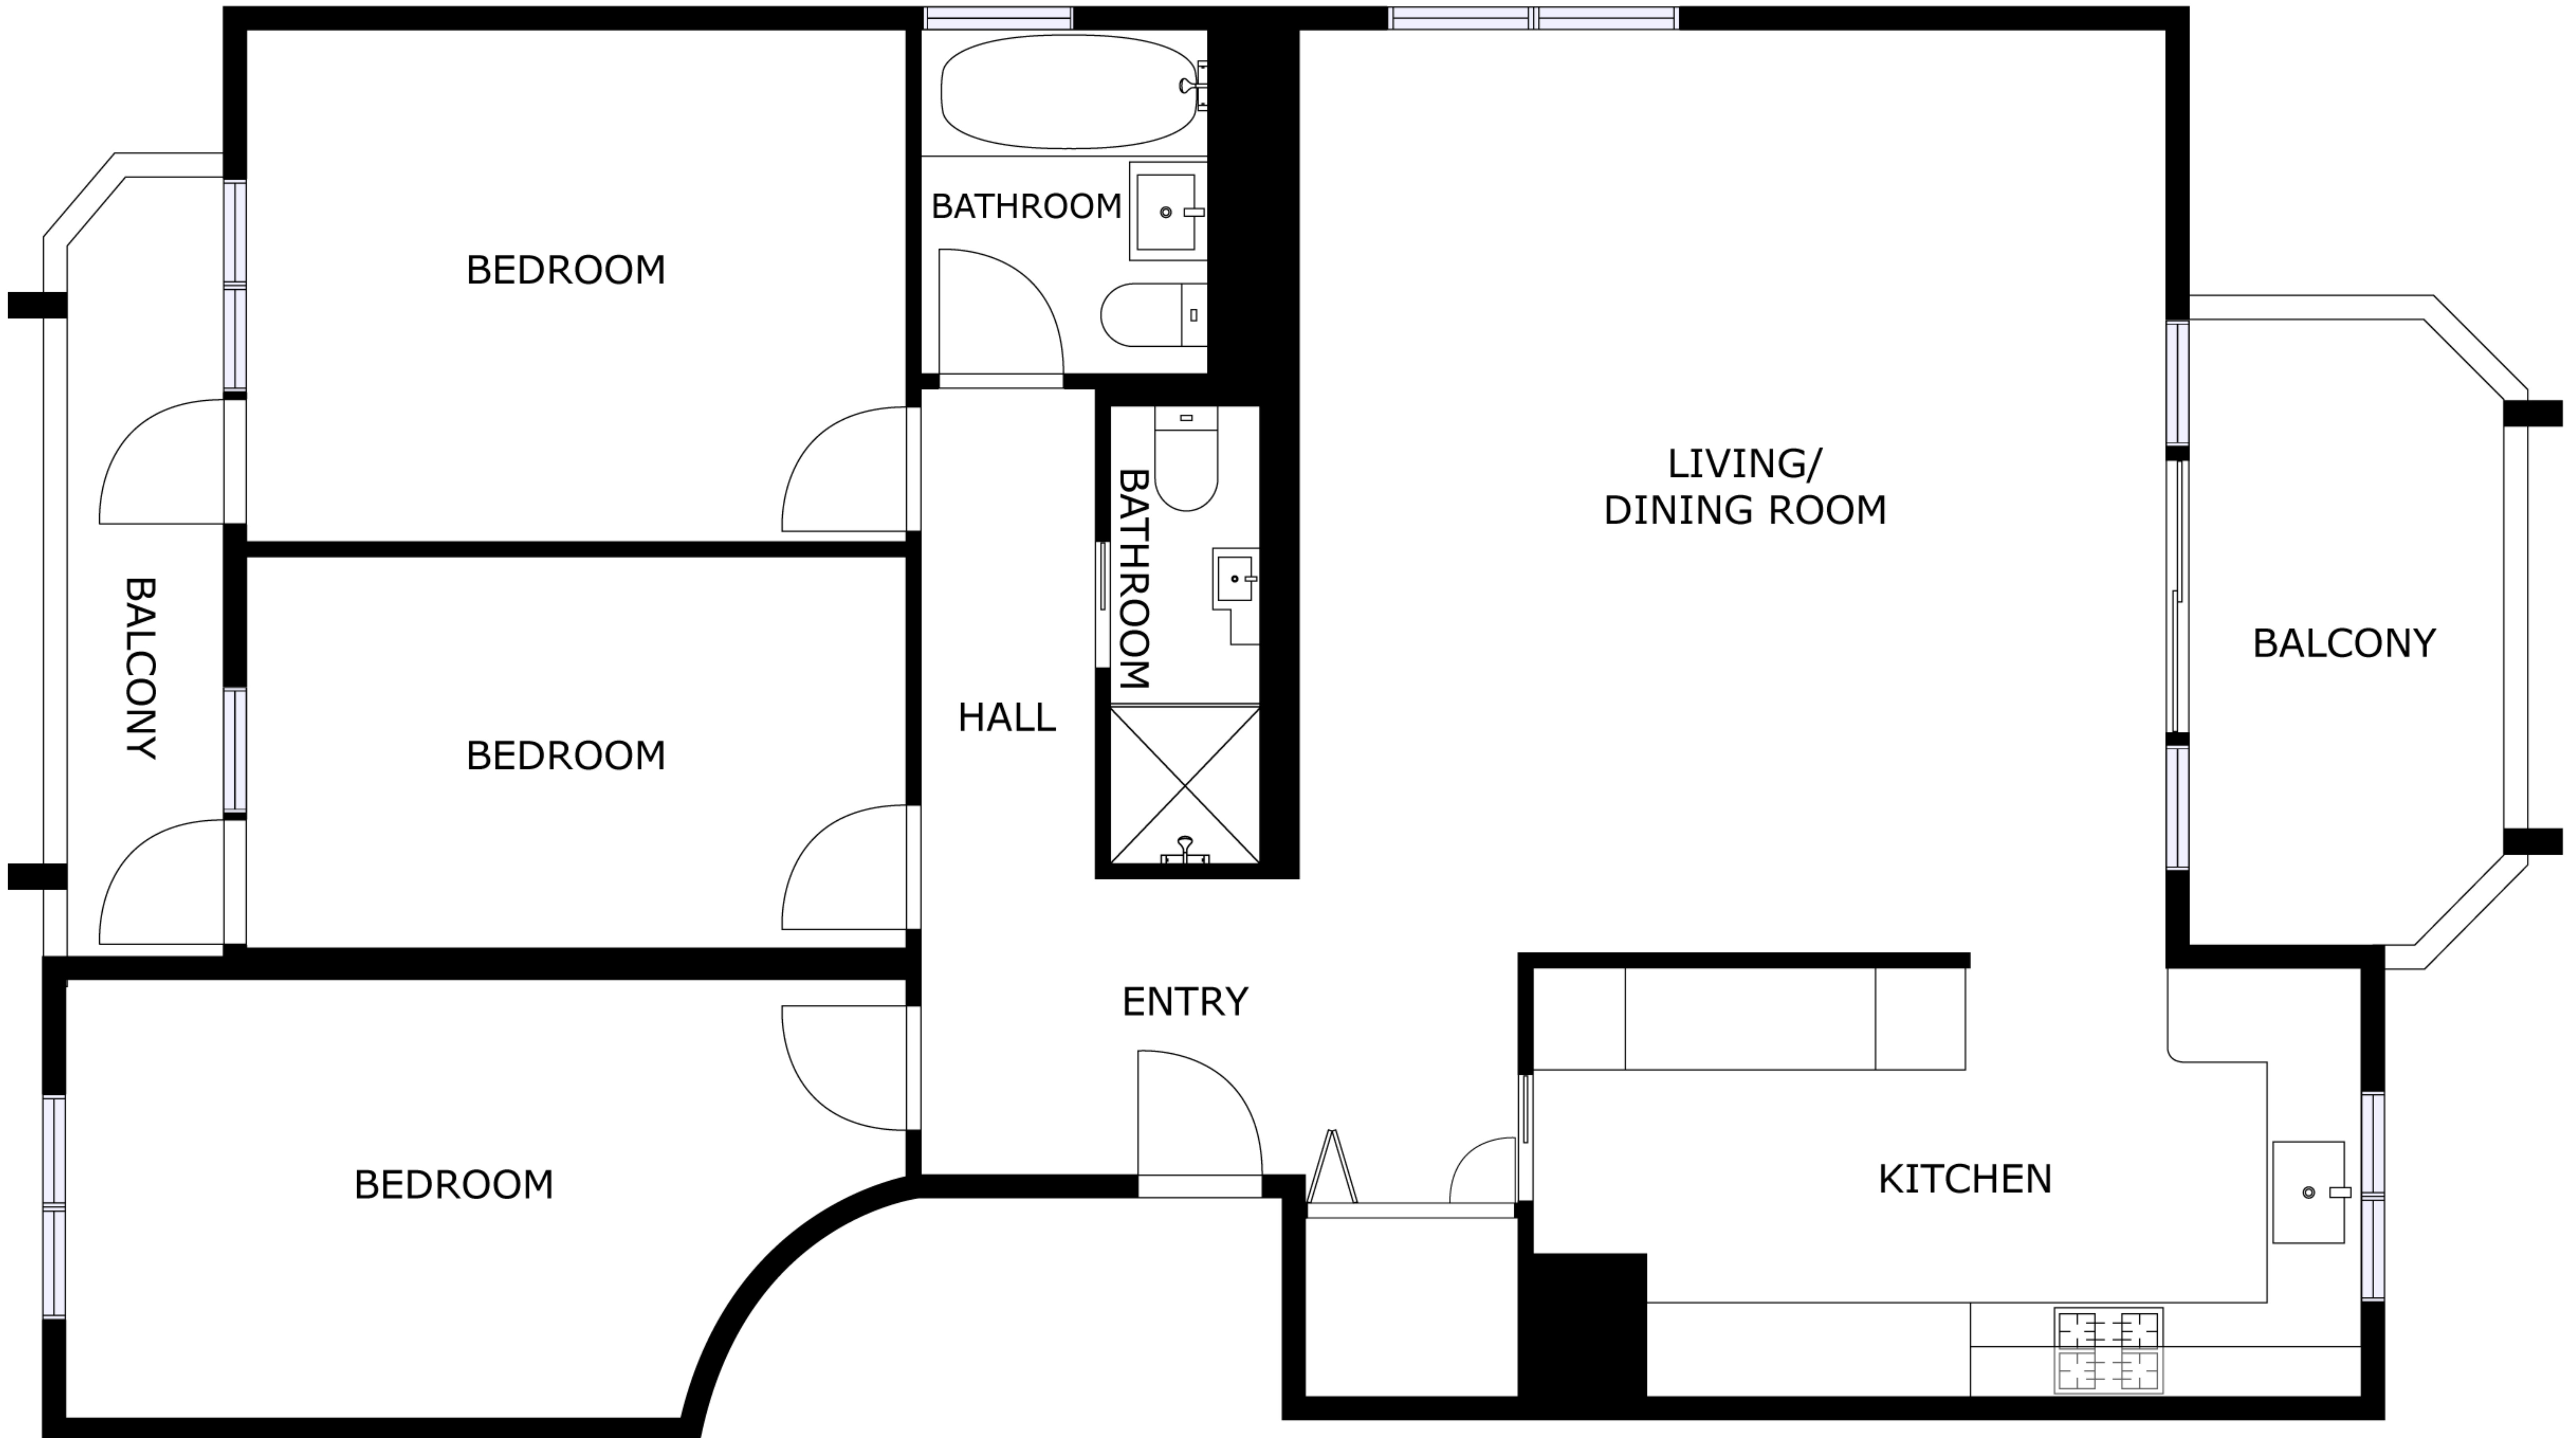 BATHROOM
BEDROOM
LIVING/
DINING ROOM
BATHROOM
BALCONY
BALCONY
HALL
BEDROOM
ENTRY
BEDROOM
KITCHEN